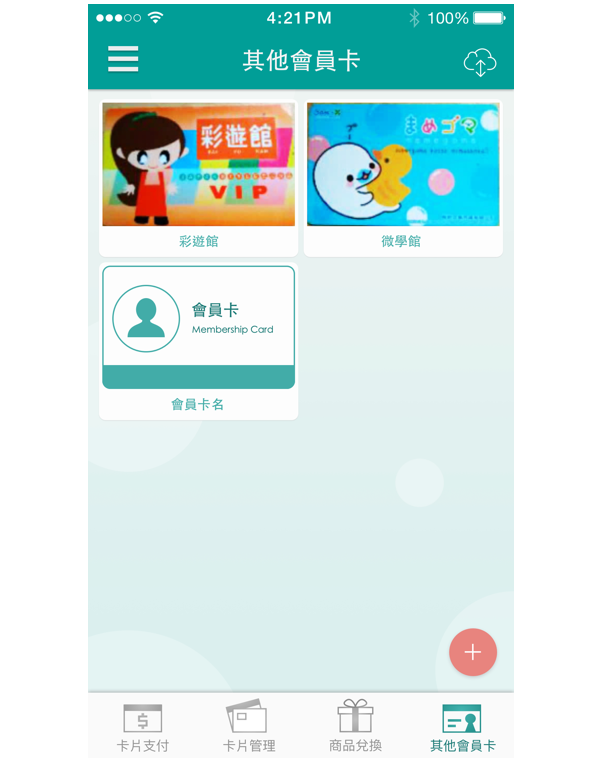 4:21PM
100%
其他會員卡
彩遊館
VIP
まめゴマ
彩遊館
微學館
會員卡
Membership Card
會員卡名
卡片支付
卡片管理
商品兌換
其他會員卡